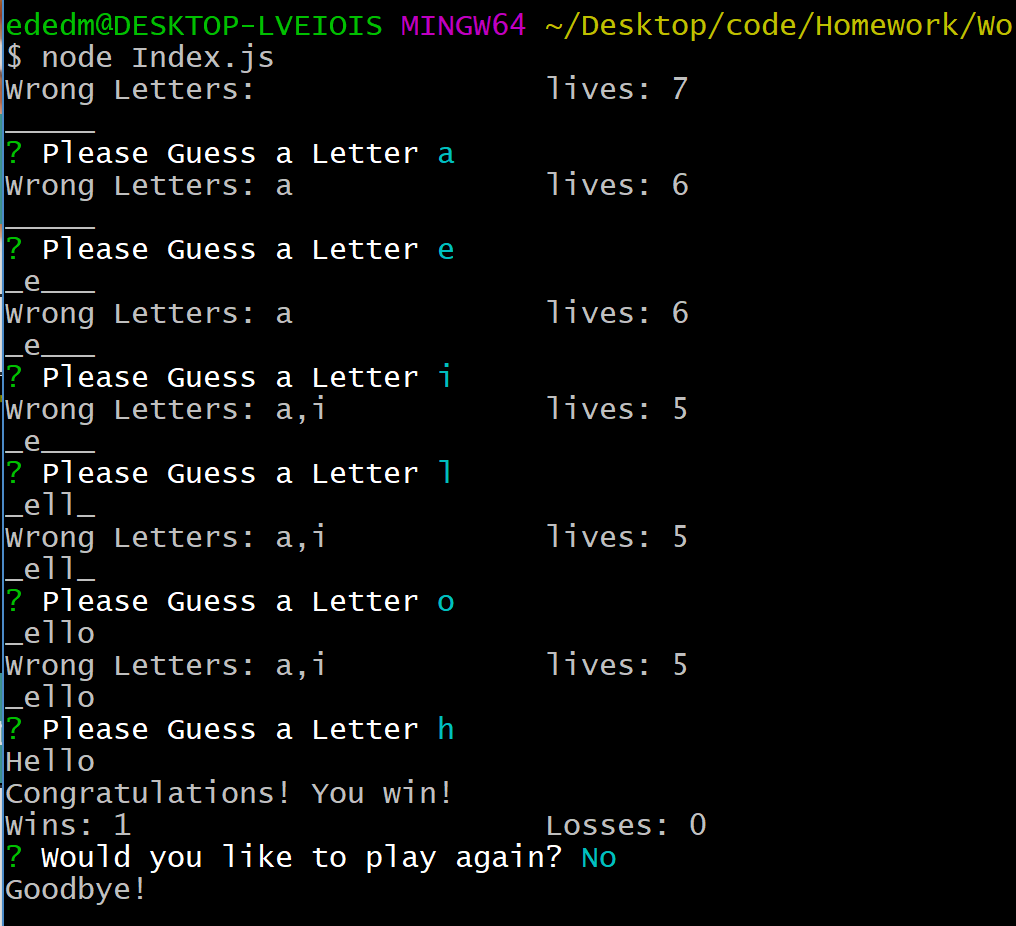 ededm@DESKTOP-LVEIOIS MINGW64 ~/Desktop/code/Homework/Wo
$ node Index.js
Wrong Letters:                lives: 7
_____
? Please Guess a Letter a
Wrong Letters: a              lives: 6
_____
? Please Guess a Letter e
_e___
Wrong Letters: a              lives: 6
_e___
? Please Guess a Letter i
Wrong Letters: a,i            lives: 5
_e___
? Please Guess a Letter l
_ell_
Wrong Letters: a,i            lives: 5
_ell_
? Please Guess a Letter o
_ello
Wrong Letters: a,i            lives: 5
_ello
? Please Guess a Letter h
Hello
Congratulations! You win!
Wins: 1                       Losses: 0
? Would you like to play again? No
Goodbye!